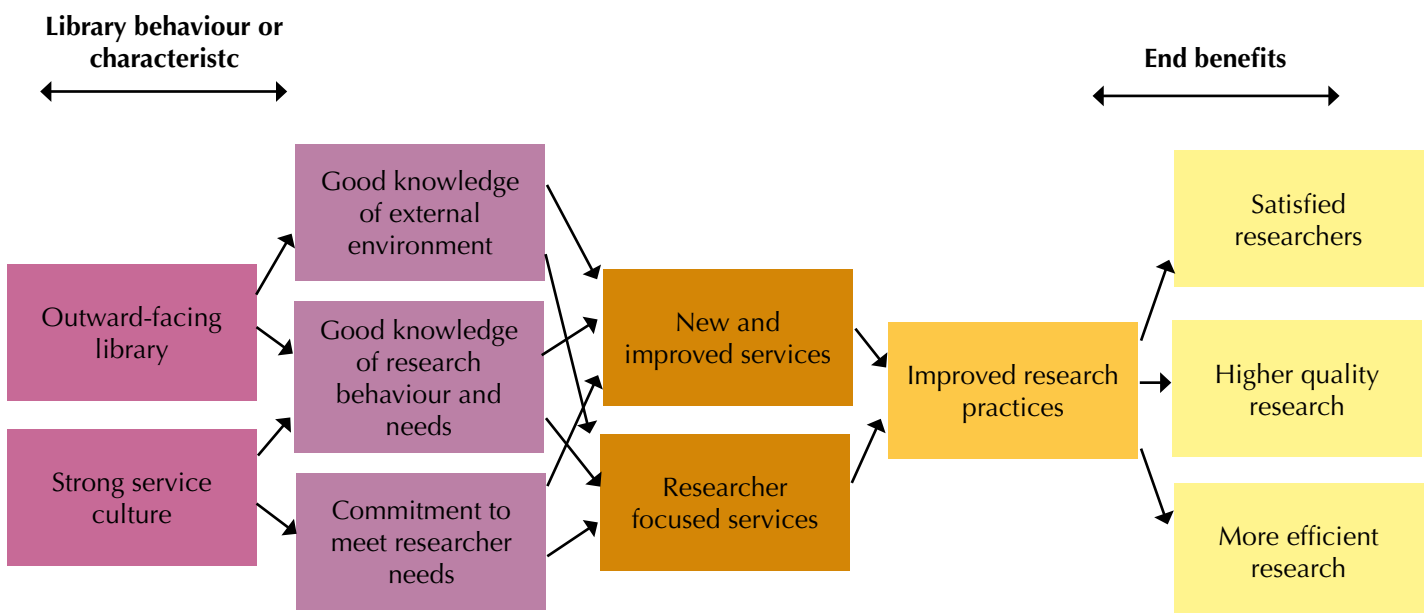 Library behaviour or
characteristc
End benefits
Outward-facing
library
Strong service
culture
Good knowledge
of external
environment
Good knowledge
of research
behaviour and
needs
Commitment to
meet researcher
needs
New and
improved services
Researcher
focused services
Improved research
practices
Satisfied
researchers
Higher quality
research
More efficient
research